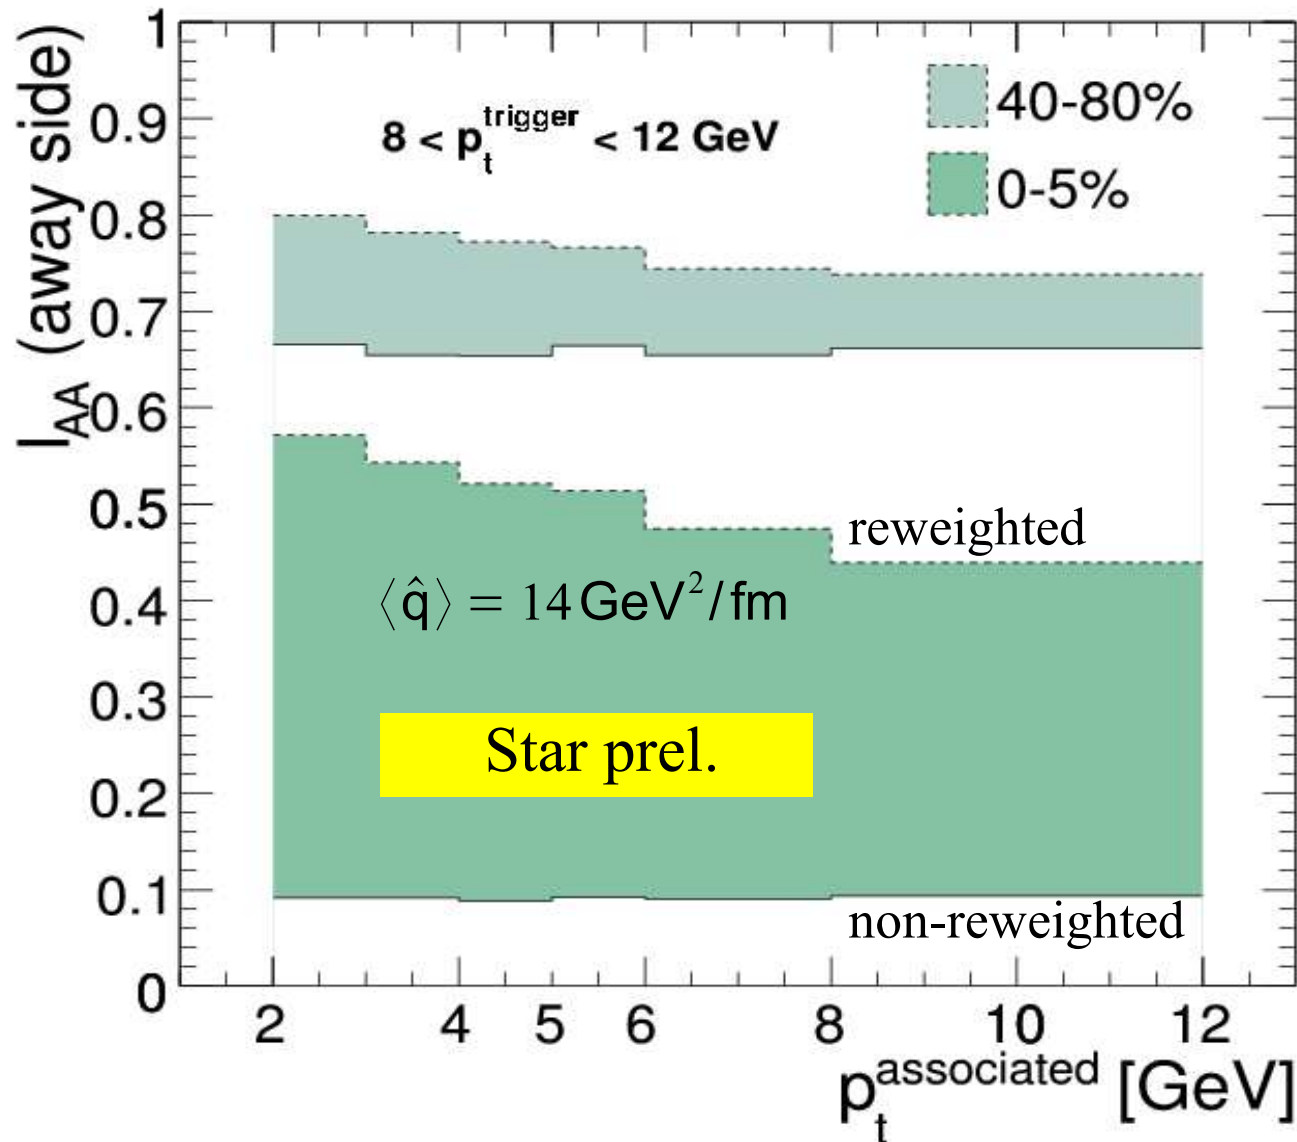 I_AA (away side)
1
0.9
0.8
0.7
0.6
0.5
0.4
0.3
0.2
0.1
0
8 < p_t^trigger < 12 GeV
40-80%
0-5%
reweighted
⟨q̂⟩ = 14 GeV²/fm
Star prel.
non-reweighted
2 4 5 6 8 10 12
p_t^associated [GeV]